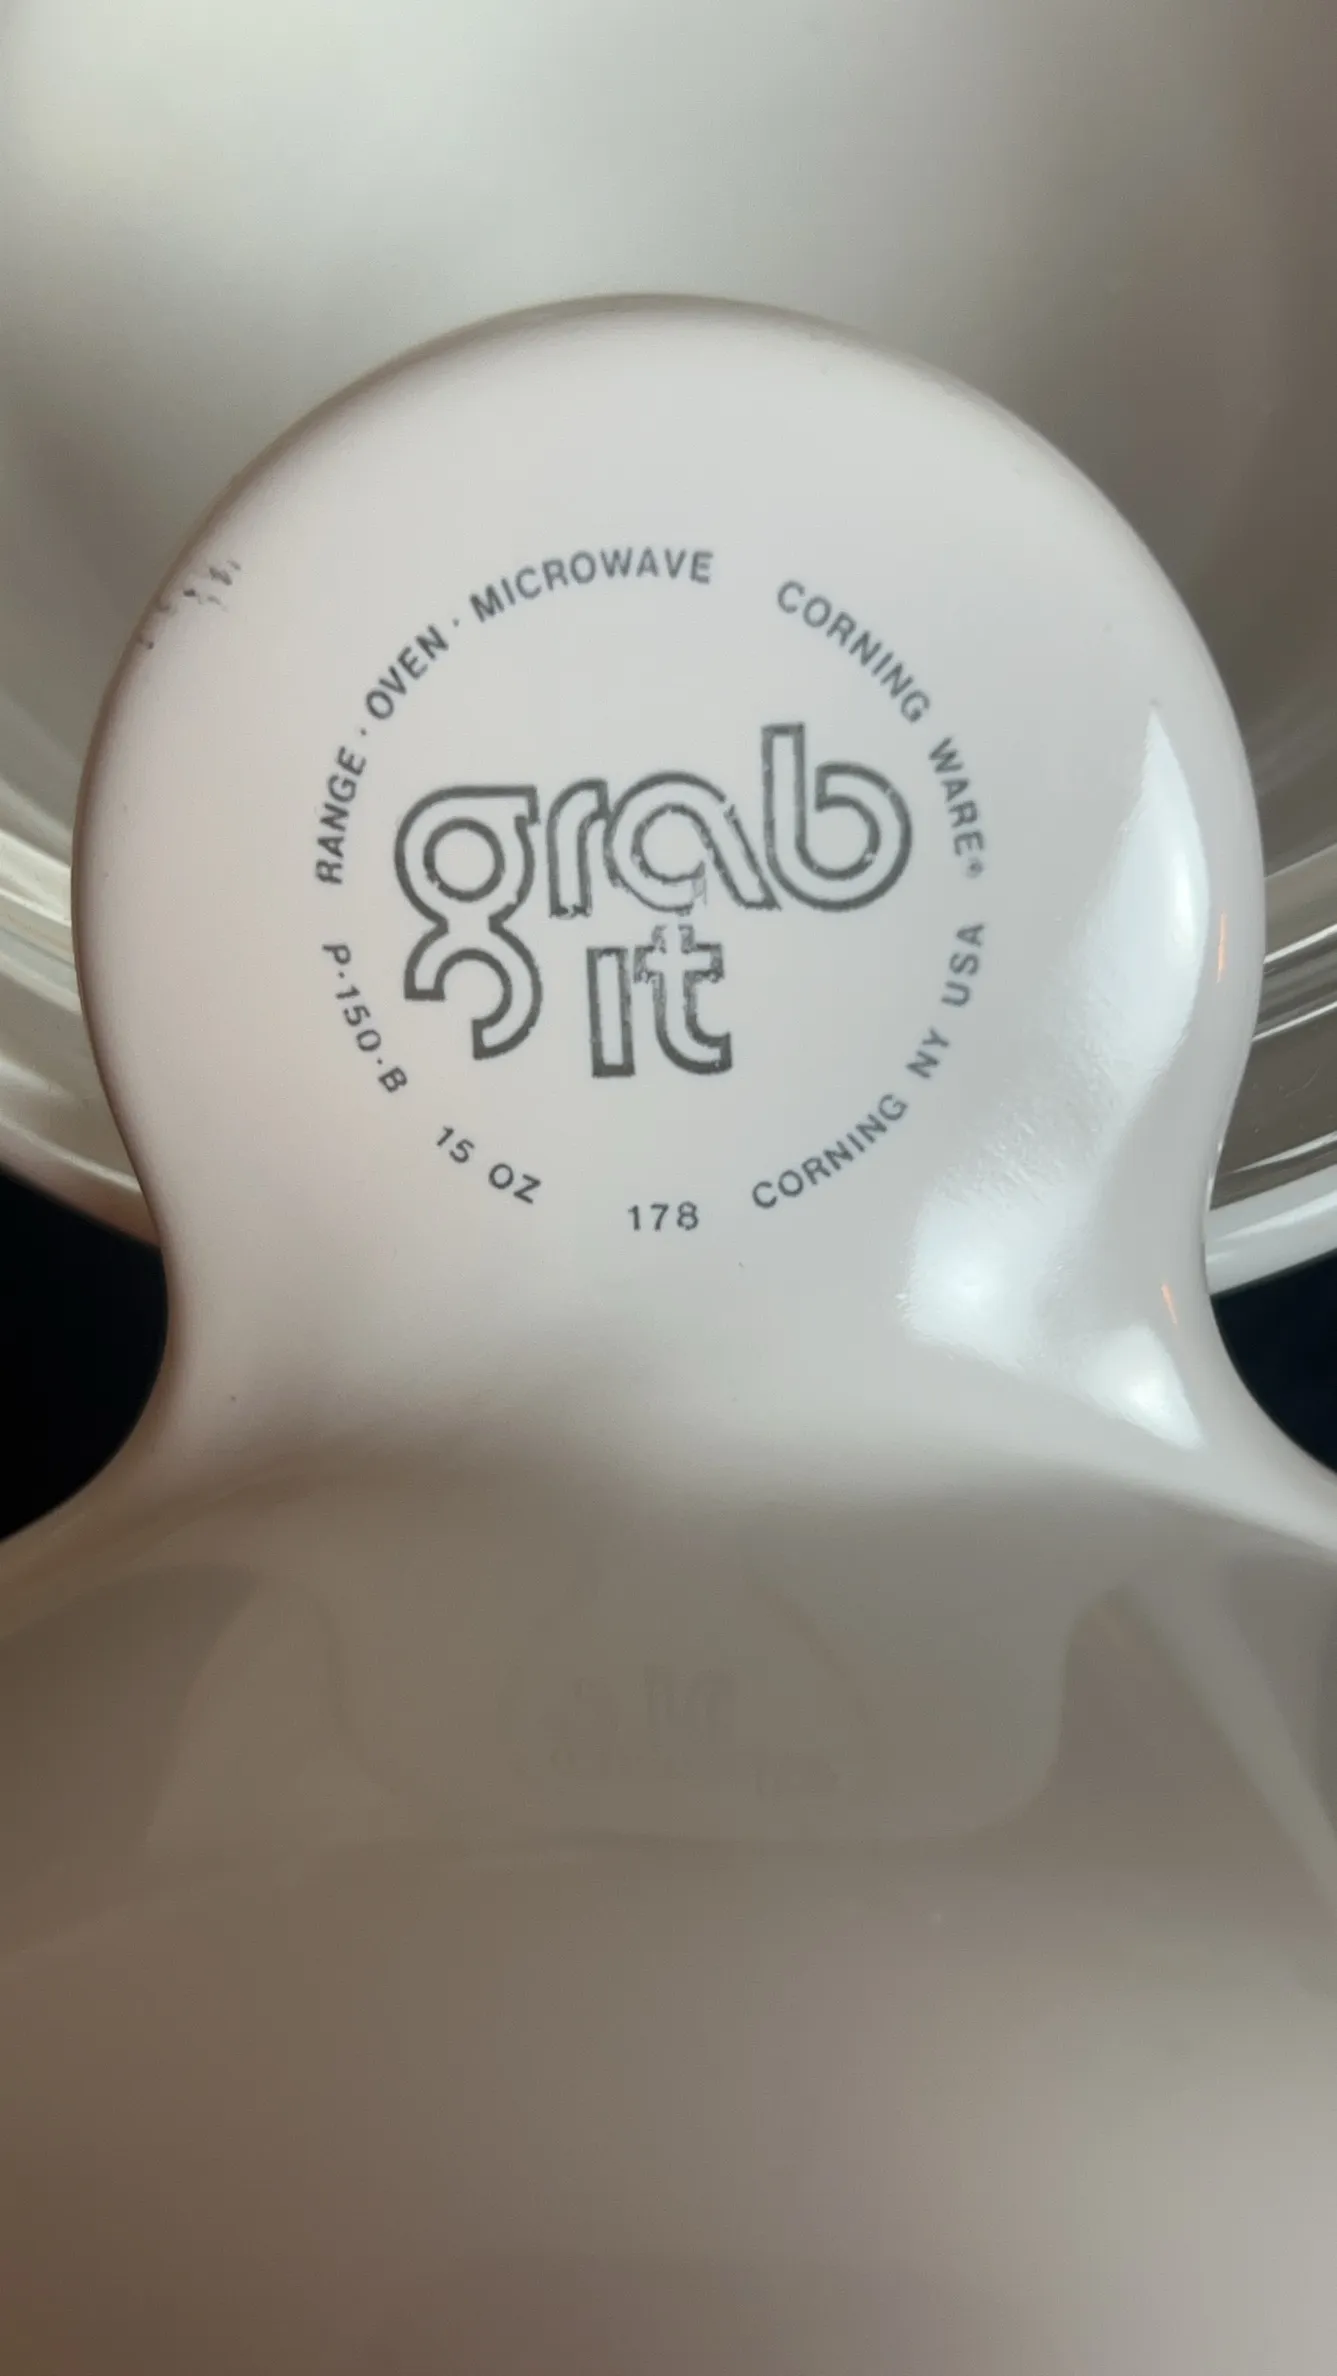 RANGE · OVEN · MICROWAVE
CORNING WARE®
grab
it
P·150·B
15 OZ
178
CORNING NY USA